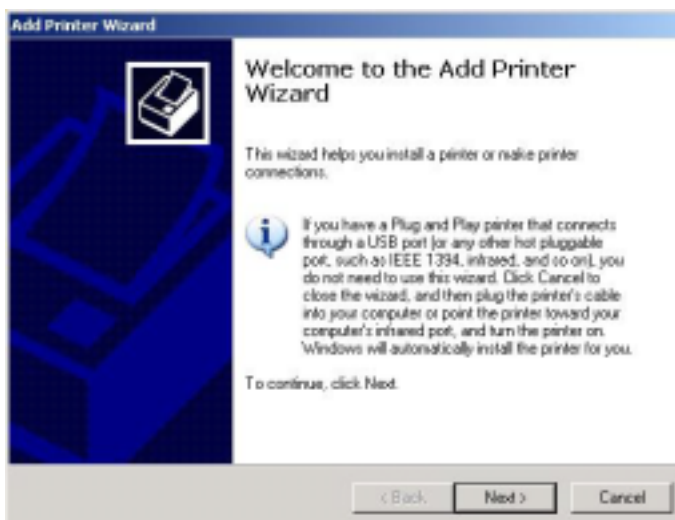 Add Printer Wizard
Welcome to the Add Printer
Wizard
This wizard helps you install a printer or make printer
connections.
If you have a Plug and Play printer that connects
through a USB port (or any other hot pluggable
port, such as IEEE 1394, infrared, and so on), you
do not need to use this wizard. Click Cancel to
close the wizard, and then plug the printer's cable
into your computer or point the printer toward your
computer's infrared port, and turn the printer on.
Windows will automatically install the printer for you.
To continue, click Next.
< Back
Next >
Cancel